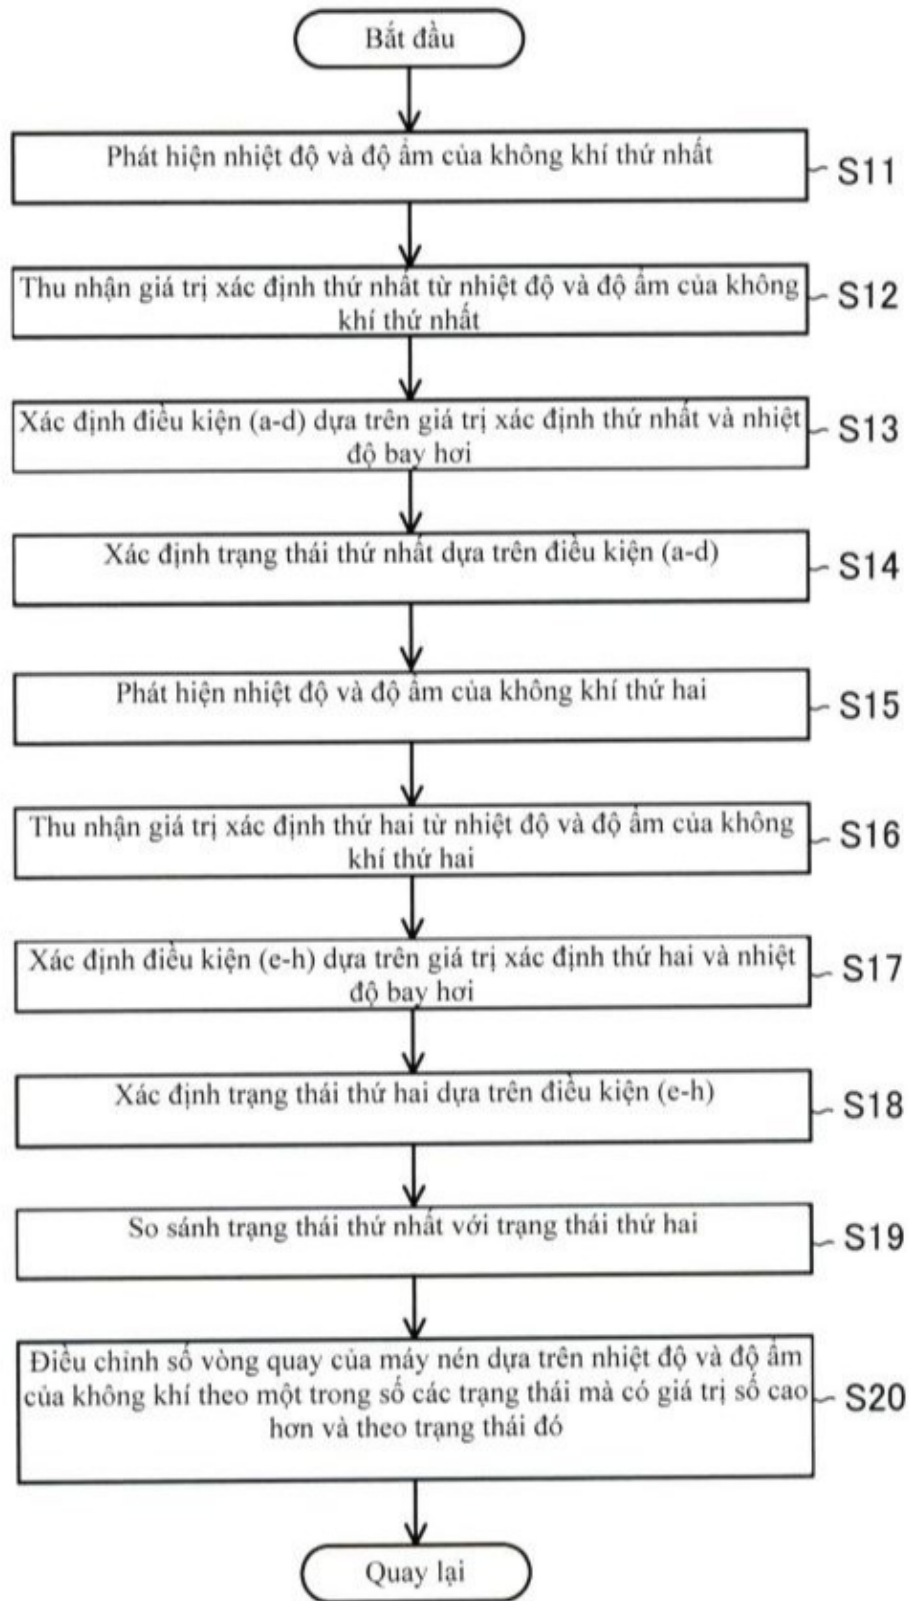 Bắt đầu
Phát hiện nhiệt độ và độ ẩm của không khí thứ nhất
S11
Thu nhận giá trị xác định thứ nhất từ nhiệt độ và độ ẩm của không
khí thứ nhất
S12
Xác định điều kiện (a-d) dựa trên giá trị xác định thứ nhất và nhiệt
độ bay hơi
S13
Xác định trạng thái thứ nhất dựa trên điều kiện (a-d)
S14
Phát hiện nhiệt độ và độ ẩm của không khí thứ hai
S15
Thu nhận giá trị xác định thứ hai từ nhiệt độ và độ ẩm của không
khí thứ hai
S16
Xác định điều kiện (e-h) dựa trên giá trị xác định thứ hai và nhiệt
độ bay hơi
S17
Xác định trạng thái thứ hai dựa trên điều kiện (e-h)
S18
So sánh trạng thái thứ nhất với trạng thái thứ hai
S19
Điều chỉnh số vòng quay của máy nén dựa trên nhiệt độ và độ ẩm
của không khí theo một trong số các trạng thái mà có giá trị số cao
hơn và theo trạng thái đó
S20
Quay lại